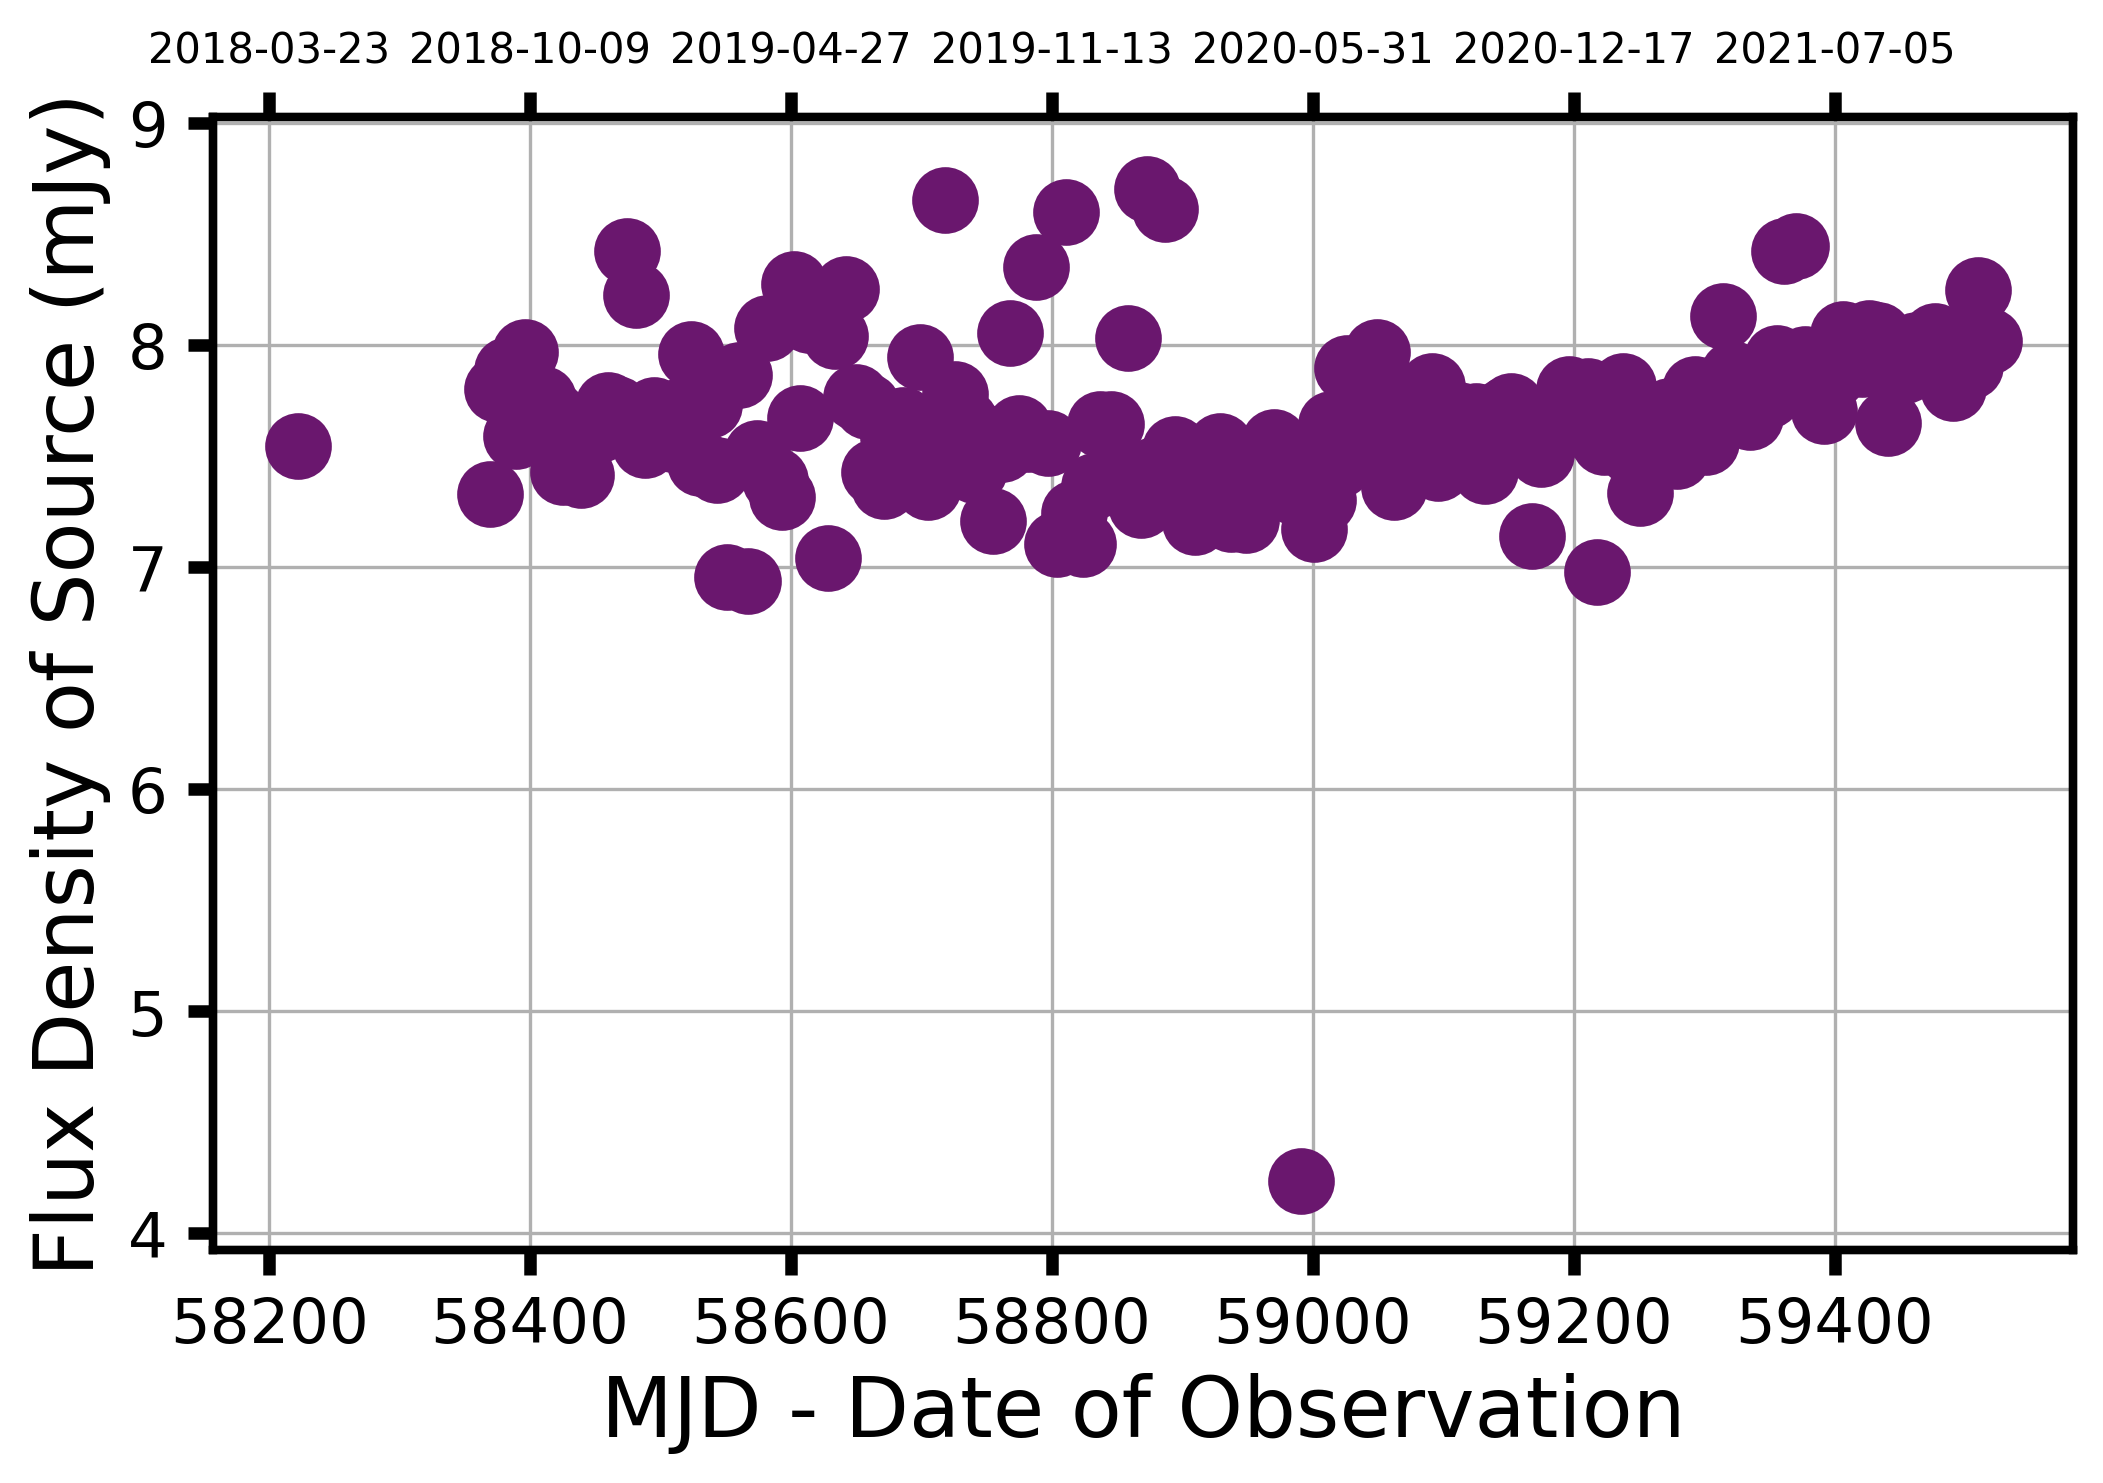 2018-03-23 2018-10-09 2019-04-27 2019-11-13 2020-05-31 2020-12-17 2021-07-05
Flux Density of Source (mJy)
9
8
7
6
5
4
58200 58400 58600 58800 59000 59200 59400
MJD - Date of Observation